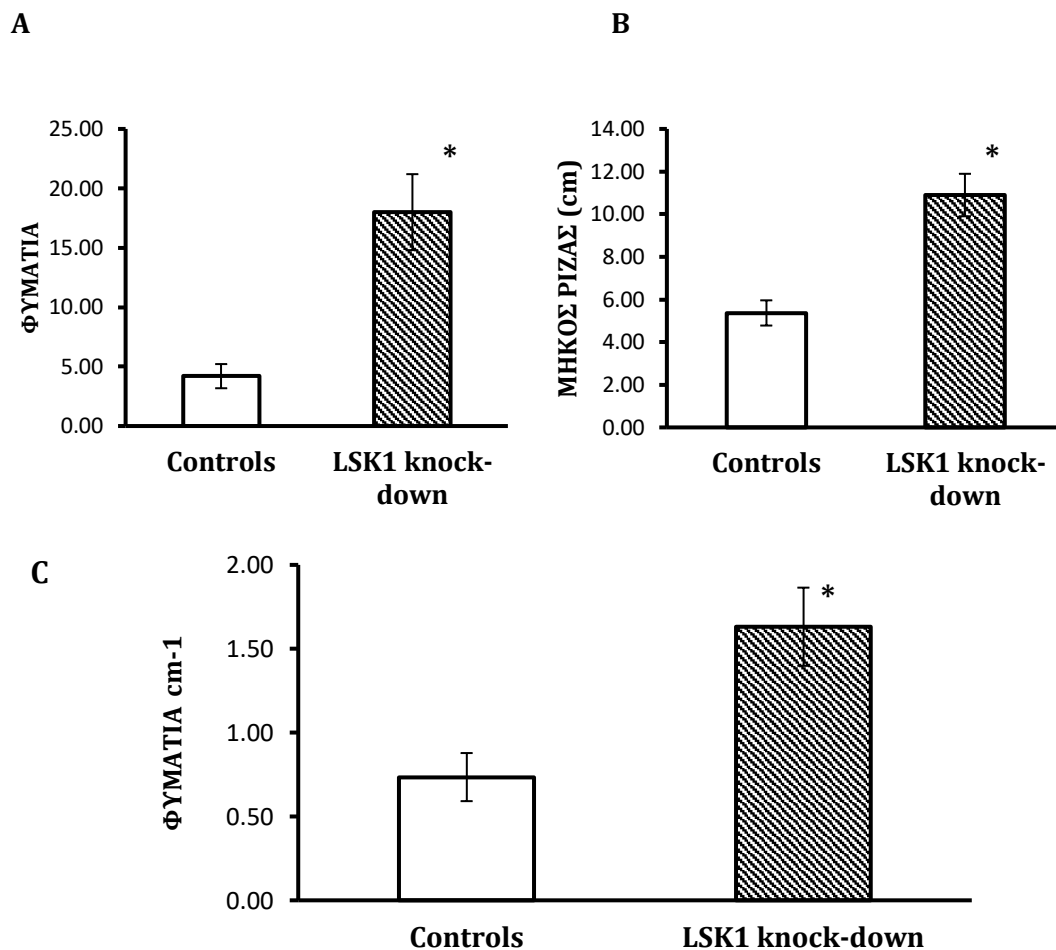 A
B
ΦΥΜΑΤΙΑ
25.00
20.00
15.00
10.00
5.00
0.00
*
Controls
LSK1 knock-
down
ΜΗΚΟΣ ΡΙΖΑΣ (cm)
14.00
12.00
10.00
8.00
6.00
4.00
2.00
0.00
*
Controls
LSK1 knock-
down
C
ΦΥΜΑΤΙΑ cm-1
2.00
1.50
1.00
0.50
0.00
*
Controls
LSK1 knock-down